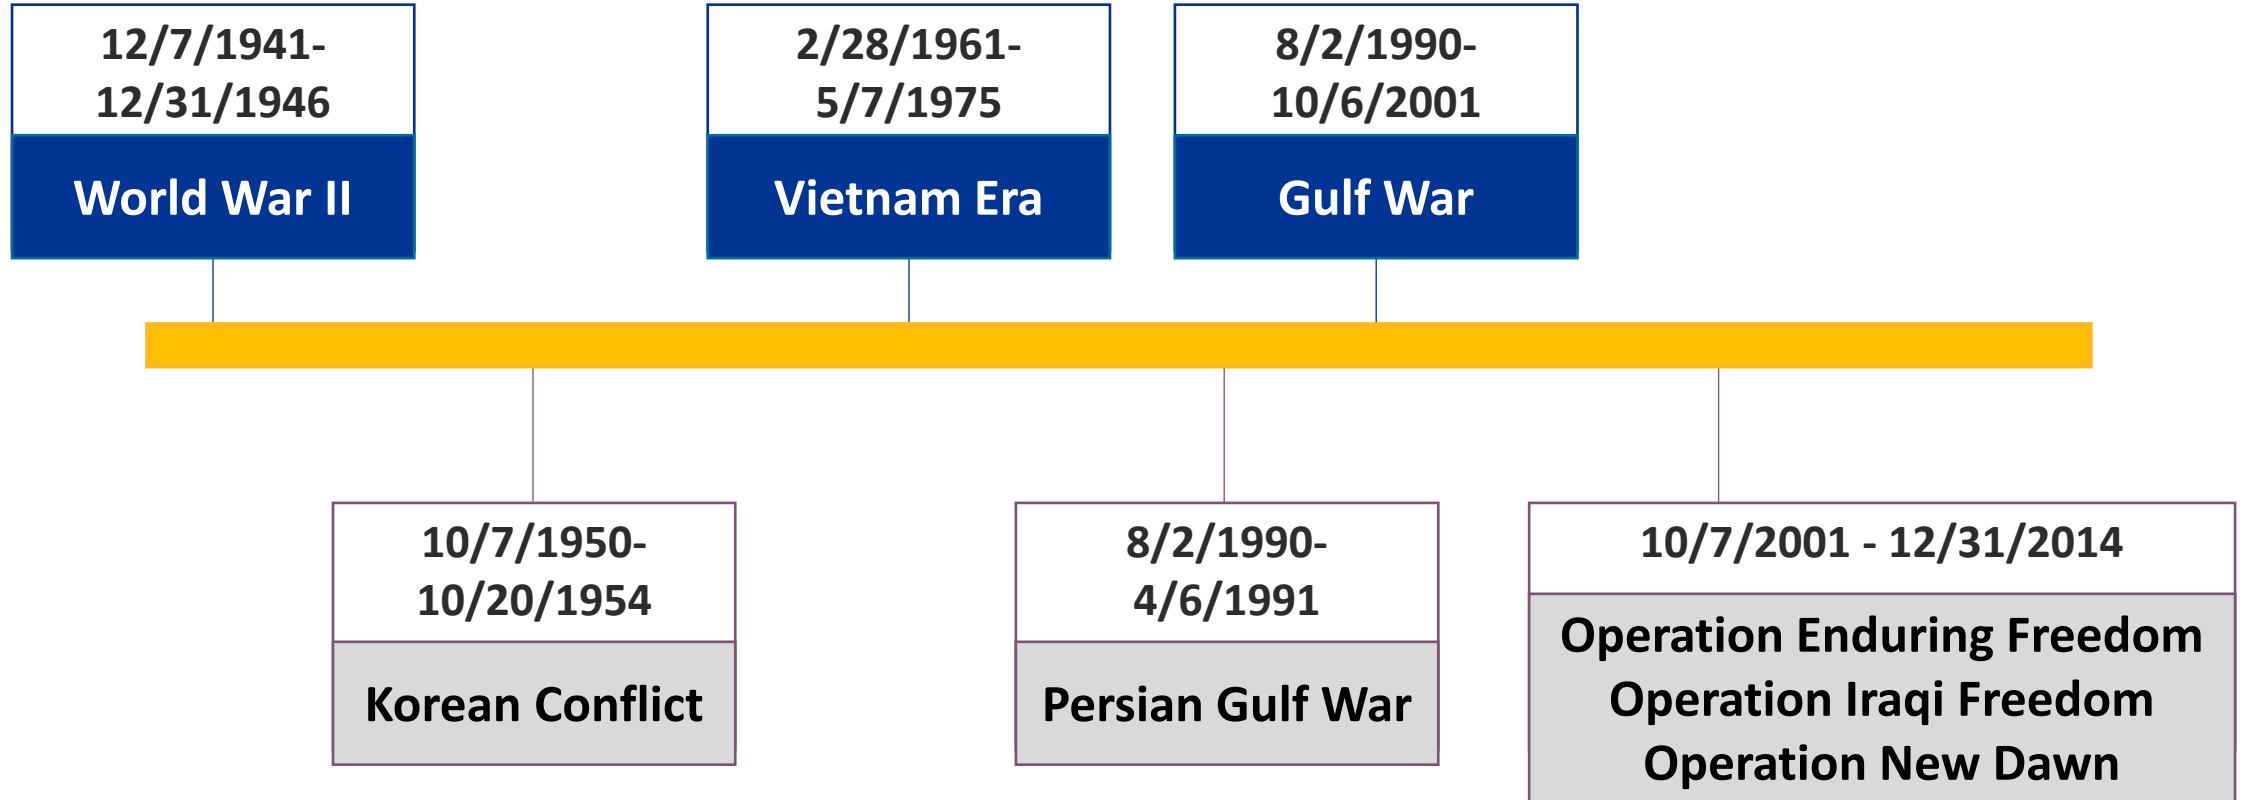 12/7/1941-
12/31/1946
World War II
2/28/1961-
5/7/1975
Vietnam Era
8/2/1990-
10/6/2001
Gulf War
10/7/1950-
10/20/1954
Korean Conflict
8/2/1990-
4/6/1991
Persian Gulf War
10/7/2001 - 12/31/2014
Operation Enduring Freedom
Operation Iraqi Freedom
Operation New Dawn